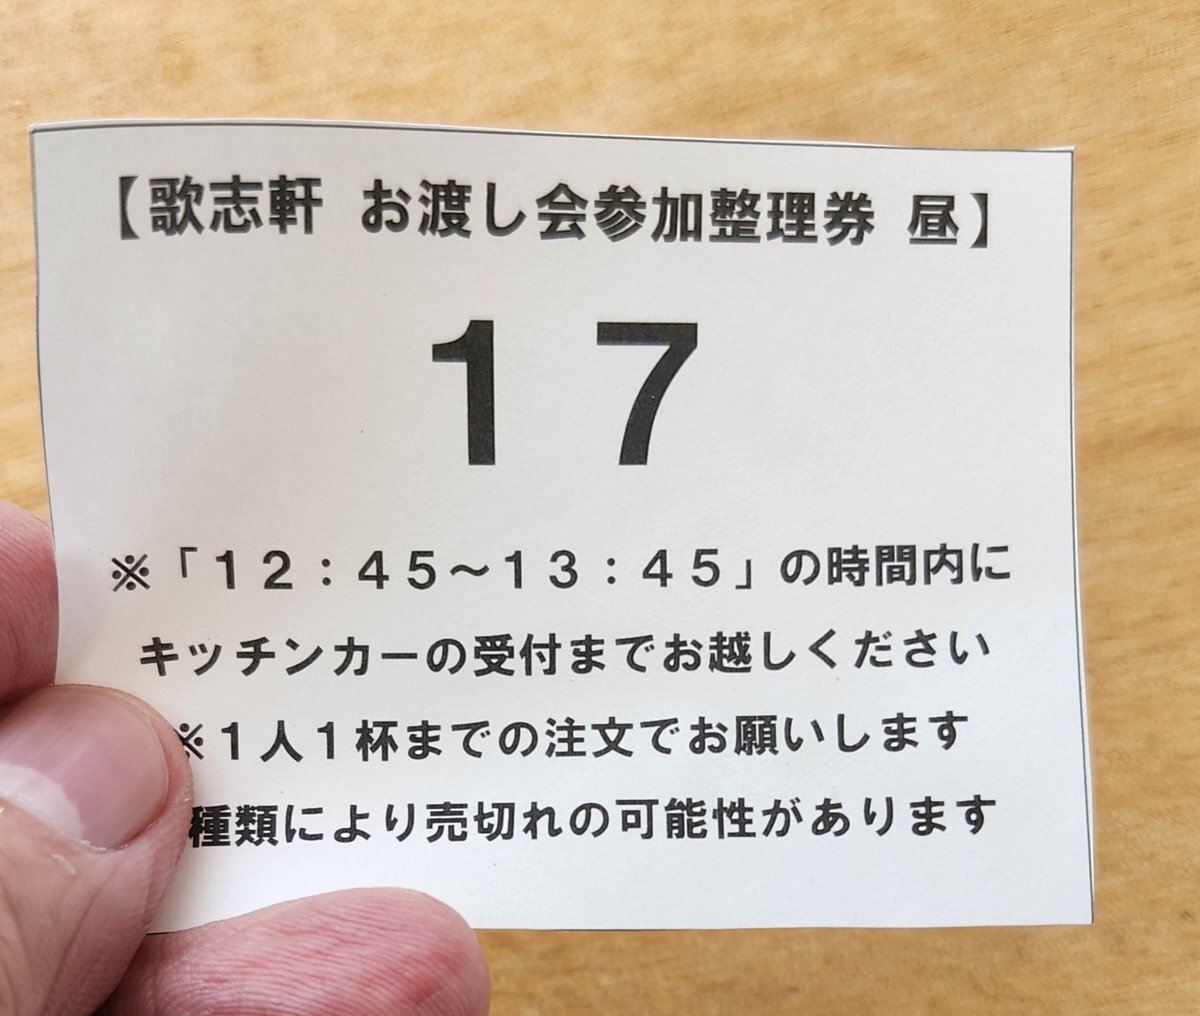 【歌志軒 お渡し会参加整理券 昼】
１７
※「１２：４５～１３：４５」の時間内に
キッチンカーの受付までお越しください
※１人１杯までの注文でお願いします
種類により売切れの可能性があります